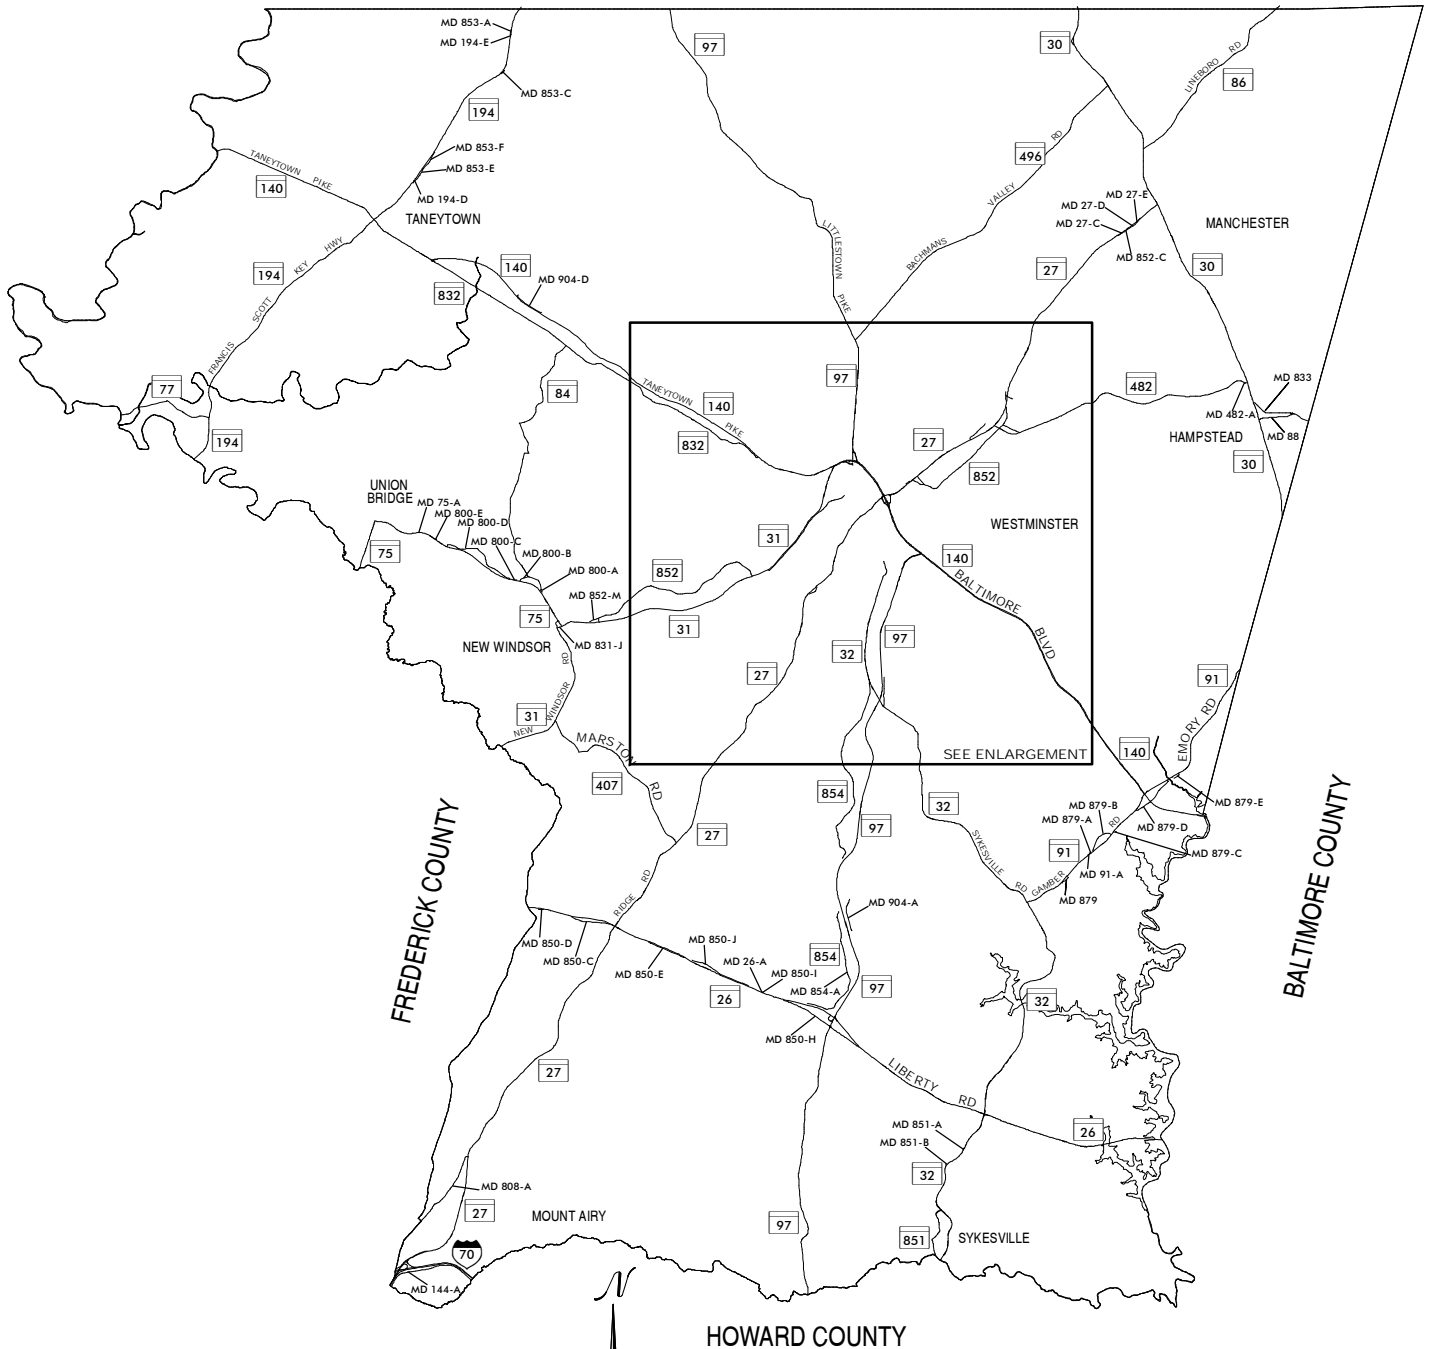 MD 853-A
MD 194-E
97
30
LINEBORO RD
86
MD 853-C
194
MD 853-F
MD 853-E
MD 194-D
TANEYTOWN PIKE
140
TANEYTOWN
496
BACHMANS VALLEY RD
MD 27-E
MD 27-D
MD 27-C
MD 852-C
MANCHESTER
LITTLESTOWN PIKE
194
FRANCIS SCOTT KEY HWY
140
MD 904-D
832
27
30
77
84
97
482
MD 833
MD 482-A
MD 88
HAMPSTEAD
30
TANEYTOWN PIKE
140
832
194
27
852
UNION
BRIDGE
MD 75-A
MD 800-E
MD 800-D
MD 800-C
MD 800-B
MD 800-A
75
31
WESTMINSTER
140
BALTIMORE BLVD
852
MD 852-M
75
31
NEW WINDSOR
MD 831-J
97
32
27
91
31
NEW WINDSOR RD
MARSTON RD
407
SEE ENLARGEMENT
140
EMORY RD
854
97
32
27
MD 879-E
MD 879-B
MD 879-A
MD 879-D
MD 879-C
91
MD 91-A
MD 879
GAMBER RD
SYKESVILLE RD
FREDERICK COUNTY
BALTIMORE COUNTY
RIDGE RD
MD 904-A
MD 850-D
MD 850-C
MD 850-J
MD 850-E
MD 26-A
MD 850-I
854
MD 854-A
97
26
32
MD 850-H
27
LIBERTY RD
MD 851-A
MD 851-B
26
32
MD 808-A
27
MOUNT AIRY
97
851
SYKESVILLE
70
MD 144-A
N
HOWARD COUNTY